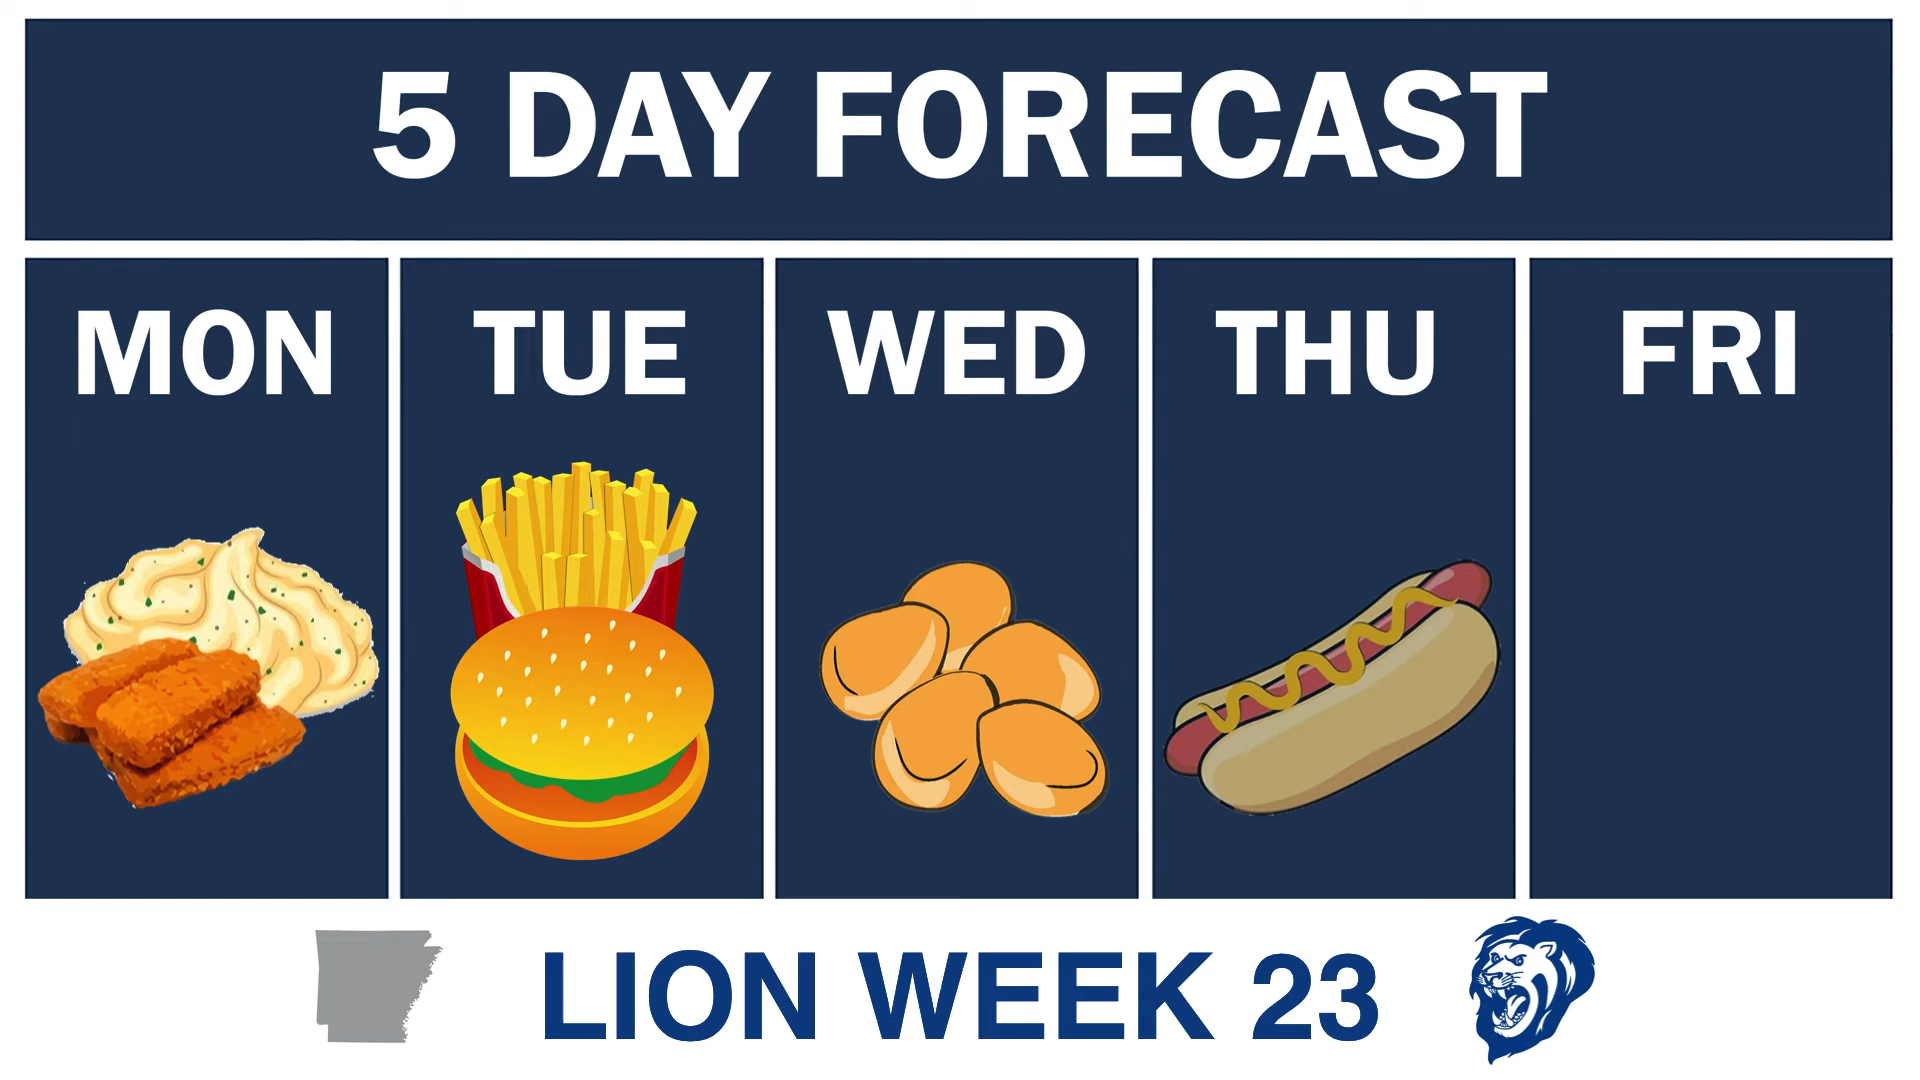 5 DAY FORECAST
MON
TUE
WED
THU
FRI
LION WEEK 23